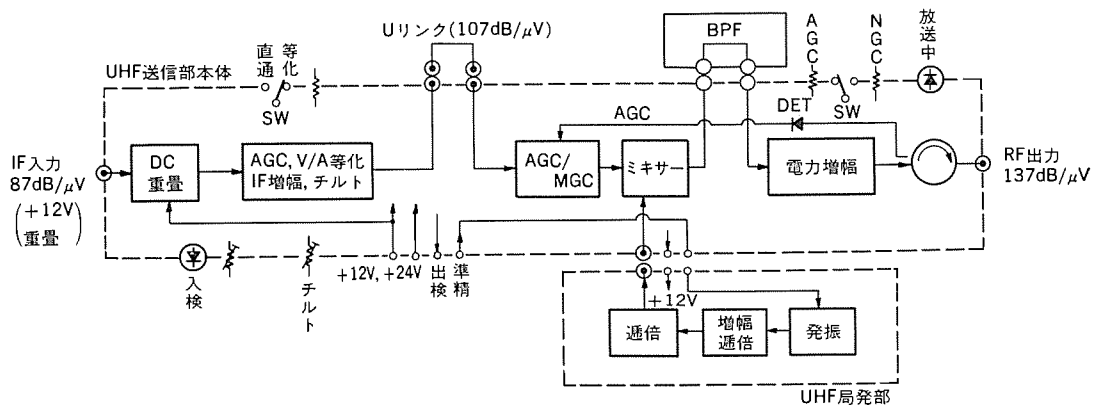 Uリンク(107dB/μV)
BPF
AGC
NGC
放送中
UHF送信部本体
直通
等化
SW
SW
AGC
DET
IF入力
87dB/μV
(+12V
重畳)
DC
重畳
AGC, V/A等化
IF増幅, チルト
AGC/
MGC
ミキサー
電力増幅
RF出力
137dB/μV
入検
チルト
+12V, +24V
出検
準精
+12V
逓倍
増幅
逓倍
発振
UHF局発部